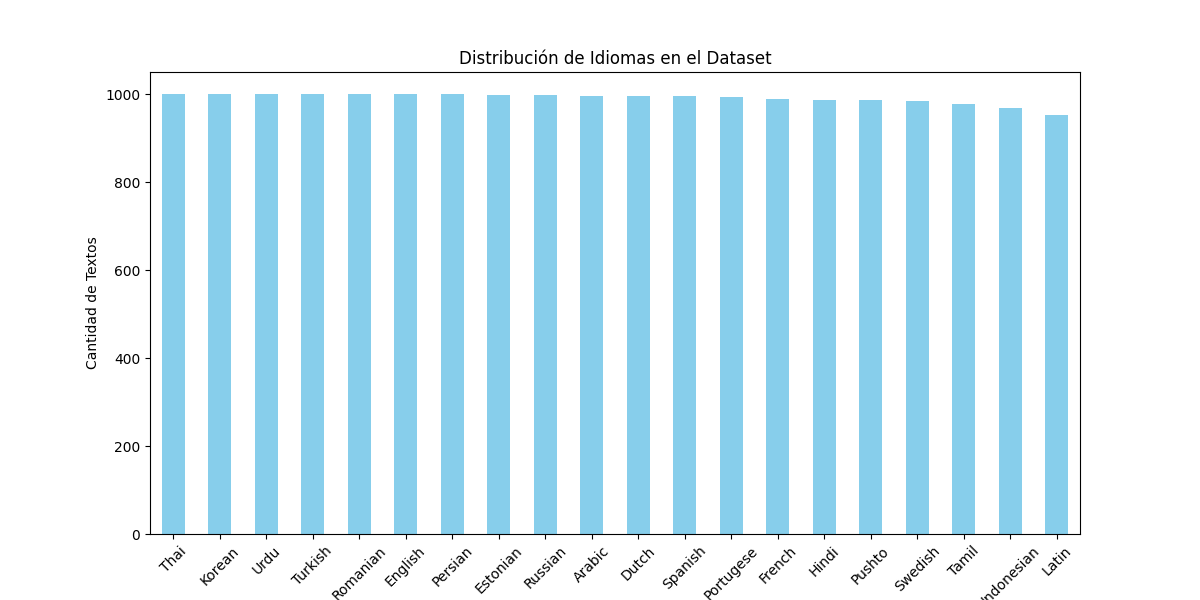 Distribución de Idiomas en el Dataset
Cantidad de Textos
1000
800
600
400
200
0
Thai
Korean
Urdu
Turkish
Romanian
English
Persian
Estonian
Russian
Arabic
Dutch
Spanish
Portugese
French
Hindi
Pushto
Swedish
Tamil
Indonesian
Latin